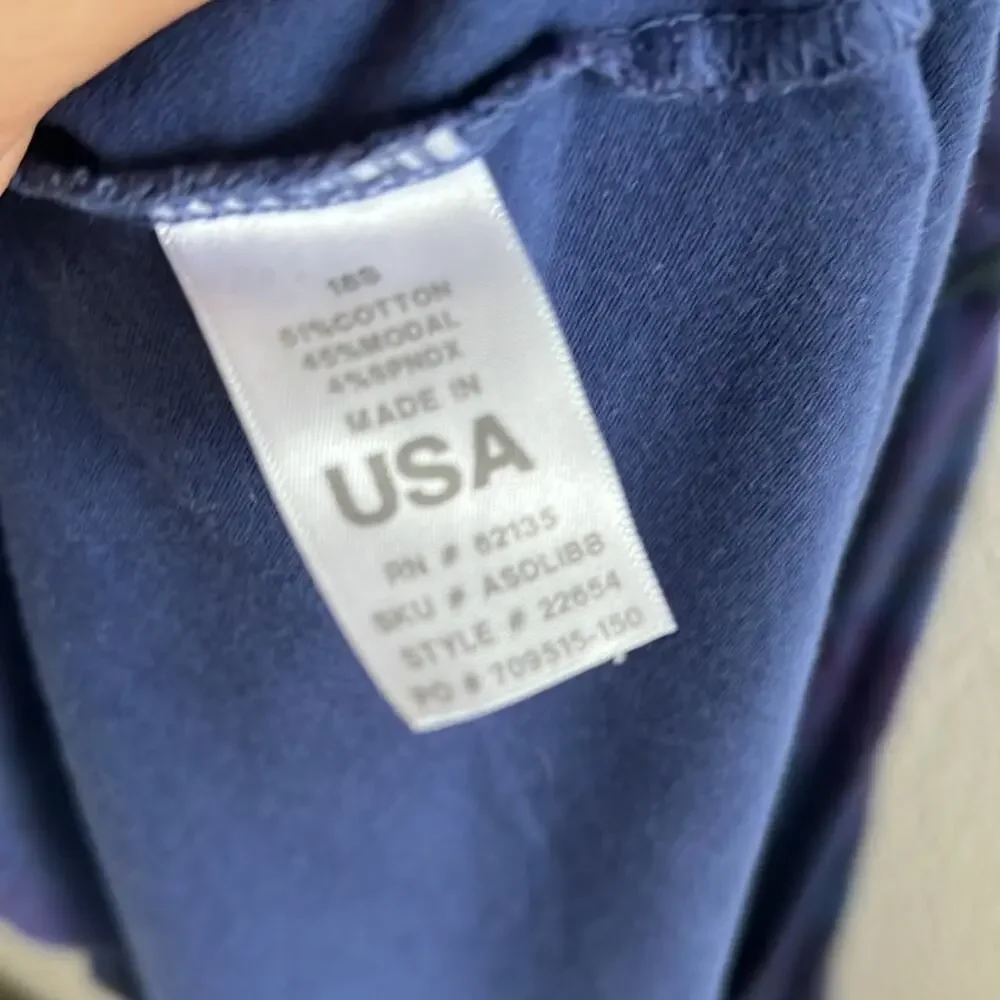 18S
51%COTTON
45%MODAL
4%SPNDX
MADE IN
USA
RN # 62135
SKU # ASOLIBB
STYLE # 22654
PO # 709515-150